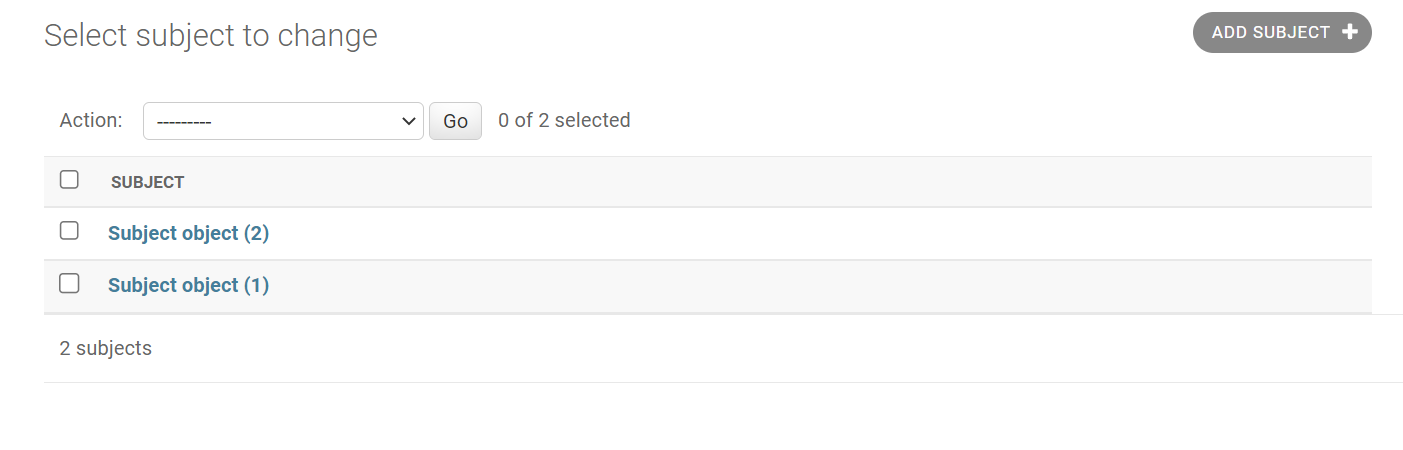 Select subject to change
ADD SUBJECT +
Action: --------- Go 0 of 2 selected
SUBJECT
Subject object (2)
Subject object (1)
2 subjects